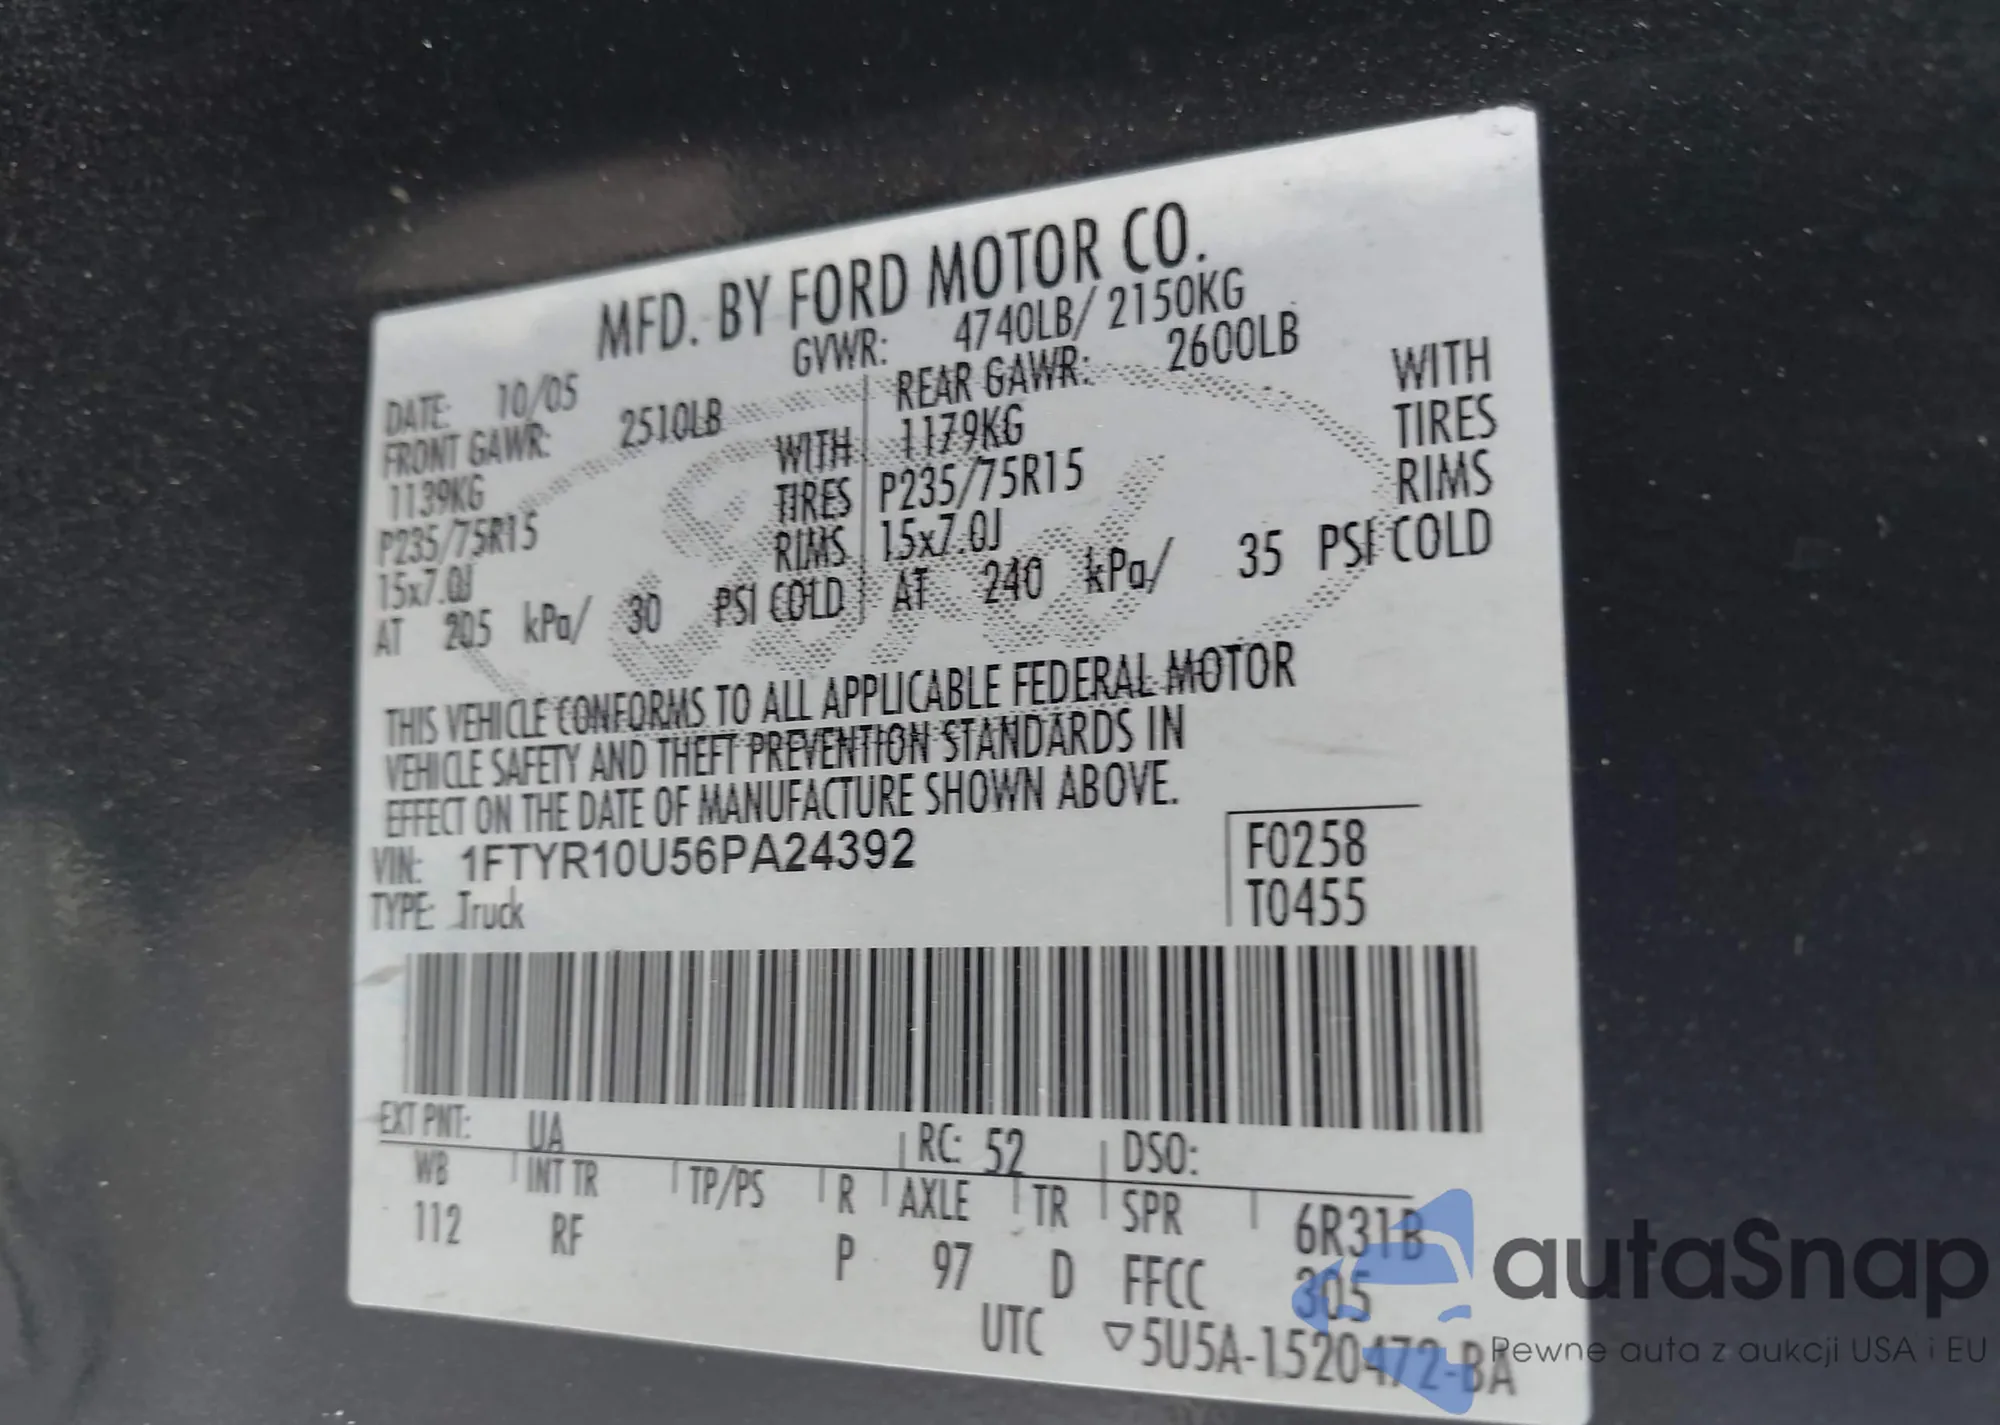 MFD. BY FORD MOTOR CO.
DATE: 10/05 GVWR: 4740LB/ 2150KG
FRONT GAWR: 2510LB REAR GAWR: 2600LB
1139KG WITH 1179KG WITH
P235/75R15 TIRES P235/75R15 TIRES
15x7.0J RIMS 15x7.0J RIMS
AT 205 kPa/ 30 PSI COLD AT 240 kPa/ 35 PSI COLD
THIS VEHICLE CONFORMS TO ALL APPLICABLE FEDERAL MOTOR
VEHICLE SAFETY AND THEFT PREVENTION STANDARDS IN
EFFECT ON THE DATE OF MANUFACTURE SHOWN ABOVE.
VIN: 1FTYR10U56PA24392 F0258
TYPE: Truck T0455
EXT PNT: UA RC: 52 DSO:
WB INT TR TP/PS R AXLE TR SPR 6R31B
112 RF P 97 D FFCC 305
UTC ▽5U5A-1520472-BA
autaSnap
Pewne auta z aukcji USA i EU